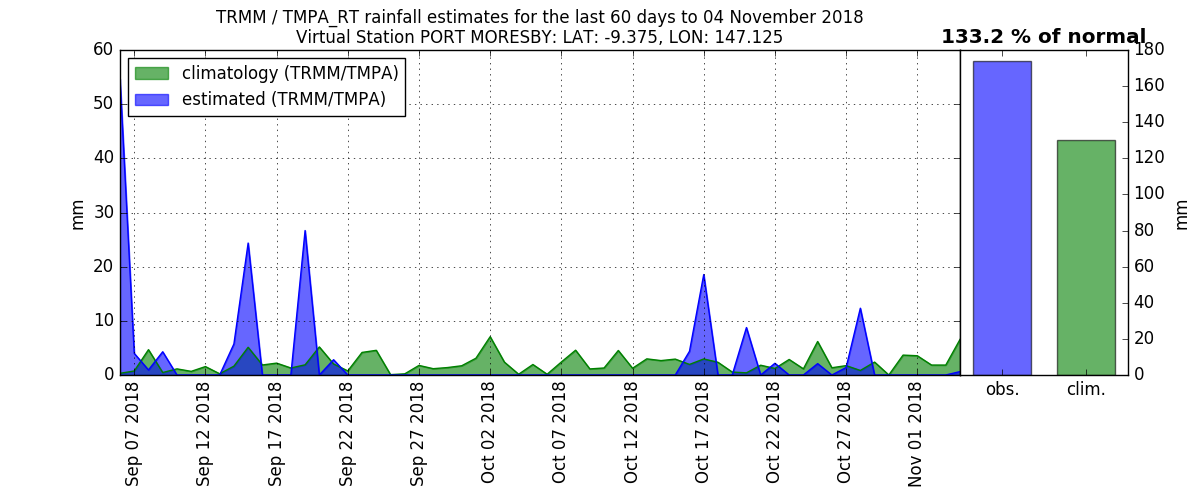 TRMM / TMPA_RT rainfall estimates for the last 60 days to 04 November 2018
Virtual Station PORT MORESBY: LAT: -9.375, LON: 147.125
133.2 % of normal
climatology (TRMM/TMPA)
estimated (TRMM/TMPA)
mm
60
50
40
30
20
10
0
Sep 07 2018
Sep 12 2018
Sep 17 2018
Sep 22 2018
Sep 27 2018
Oct 02 2018
Oct 07 2018
Oct 12 2018
Oct 17 2018
Oct 22 2018
Oct 27 2018
Nov 01 2018
obs.
clim.
180
160
140
120
100
80
60
40
20
0
mm